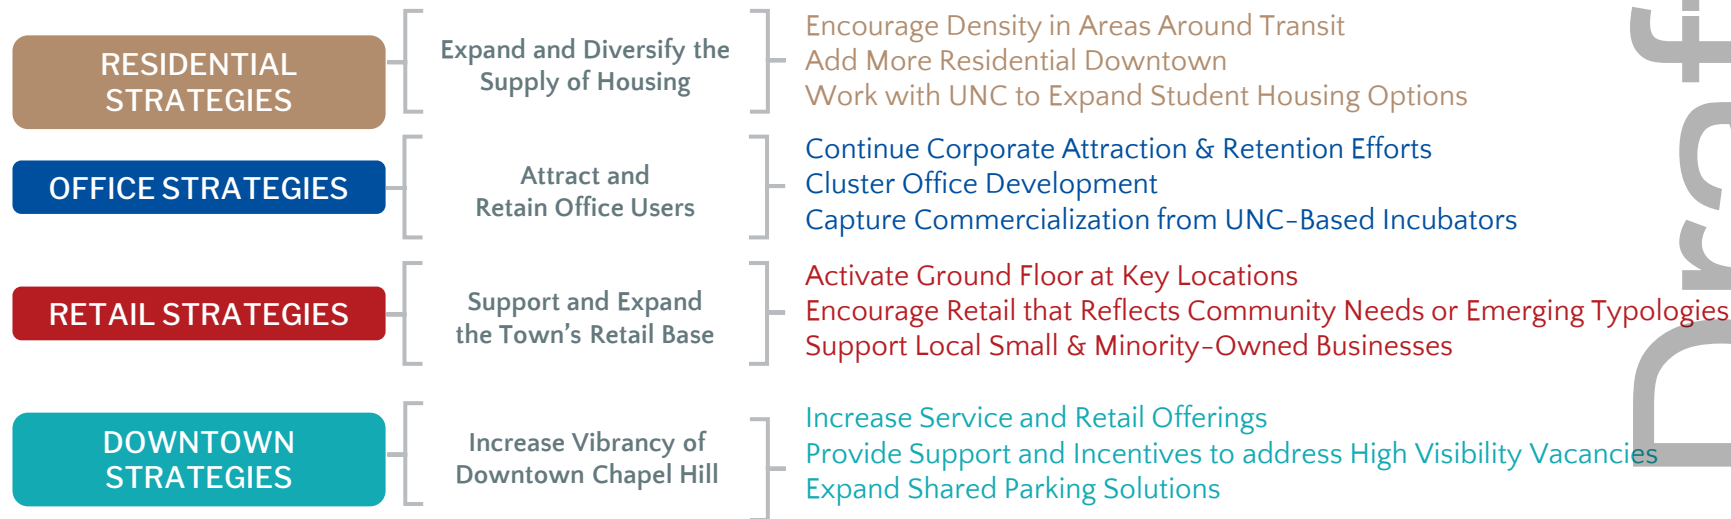 RESIDENTIAL
STRATEGIES
Expand and Diversify the
Supply of Housing
Encourage Density in Areas Around Transit
Add More Residential Downtown
Work with UNC to Expand Student Housing Options
OFFICE STRATEGIES
Attract and
Retain Office Users
Continue Corporate Attraction & Retention Efforts
Cluster Office Development
Capture Commercialization from UNC-Based Incubators
RETAIL STRATEGIES
Support and Expand
the Town's Retail Base
Activate Ground Floor at Key Locations
Encourage Retail that Reflects Community Needs or Emerging Typologies
Support Local Small & Minority-Owned Businesses
DOWNTOWN
STRATEGIES
Increase Vibrancy of
Downtown Chapel Hill
Increase Service and Retail Offerings
Provide Support and Incentives to address High Visibility Vacancies
Expand Shared Parking Solutions
Draf